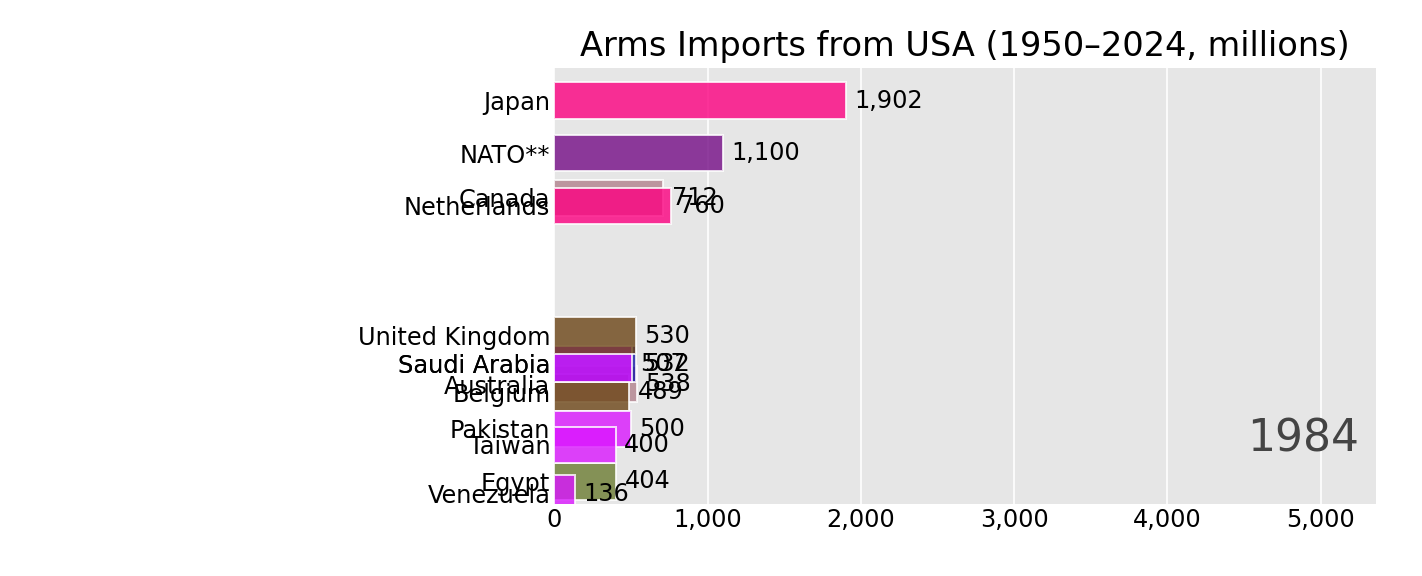 Arms Imports from USA (1950–2024, millions)
Japan 1,902
NATO** 1,100
Canada 712
Netherlands 760
United Kingdom 530
Saudi Arabia 507
532
Australia 538
Belgium 489
Pakistan 500
Taiwan 400
Egypt 404
Venezuela 136
1984
0 1,000 2,000 3,000 4,000 5,000